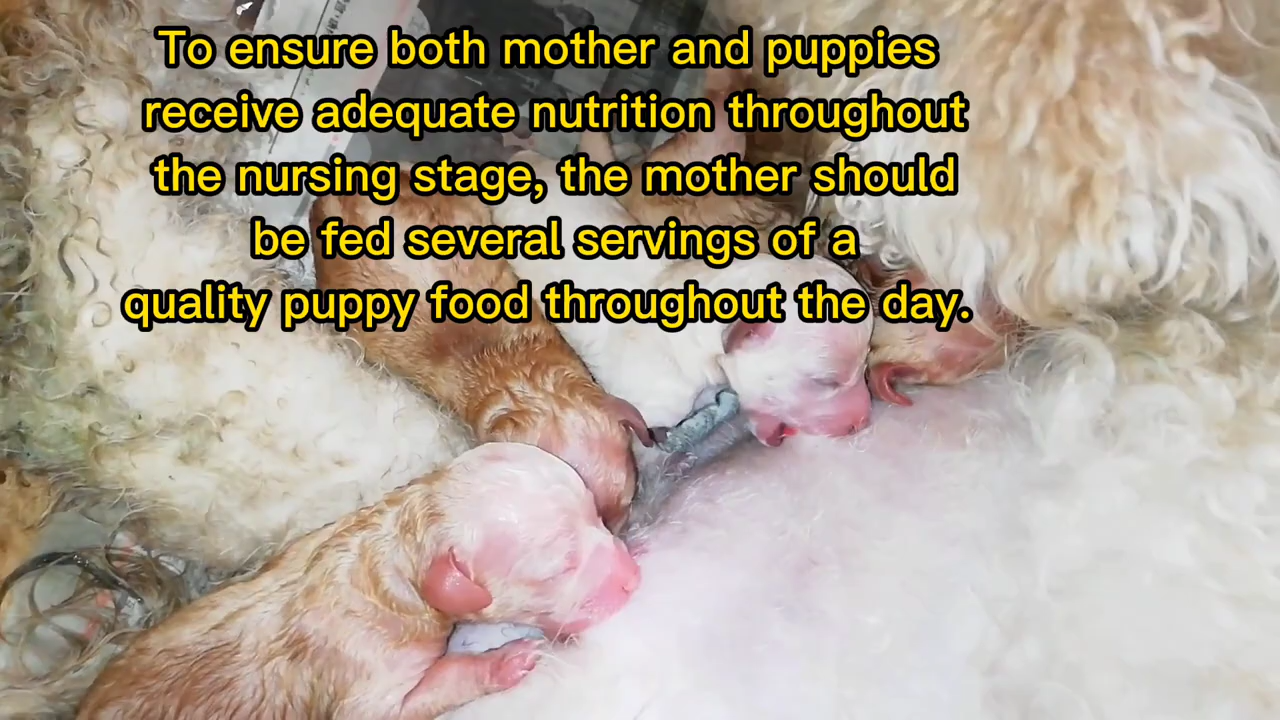 To ensure both mother and puppies
receive adequate nutrition throughout
the nursing stage, the mother should
be fed several servings of a
quality puppy food throughout the day.